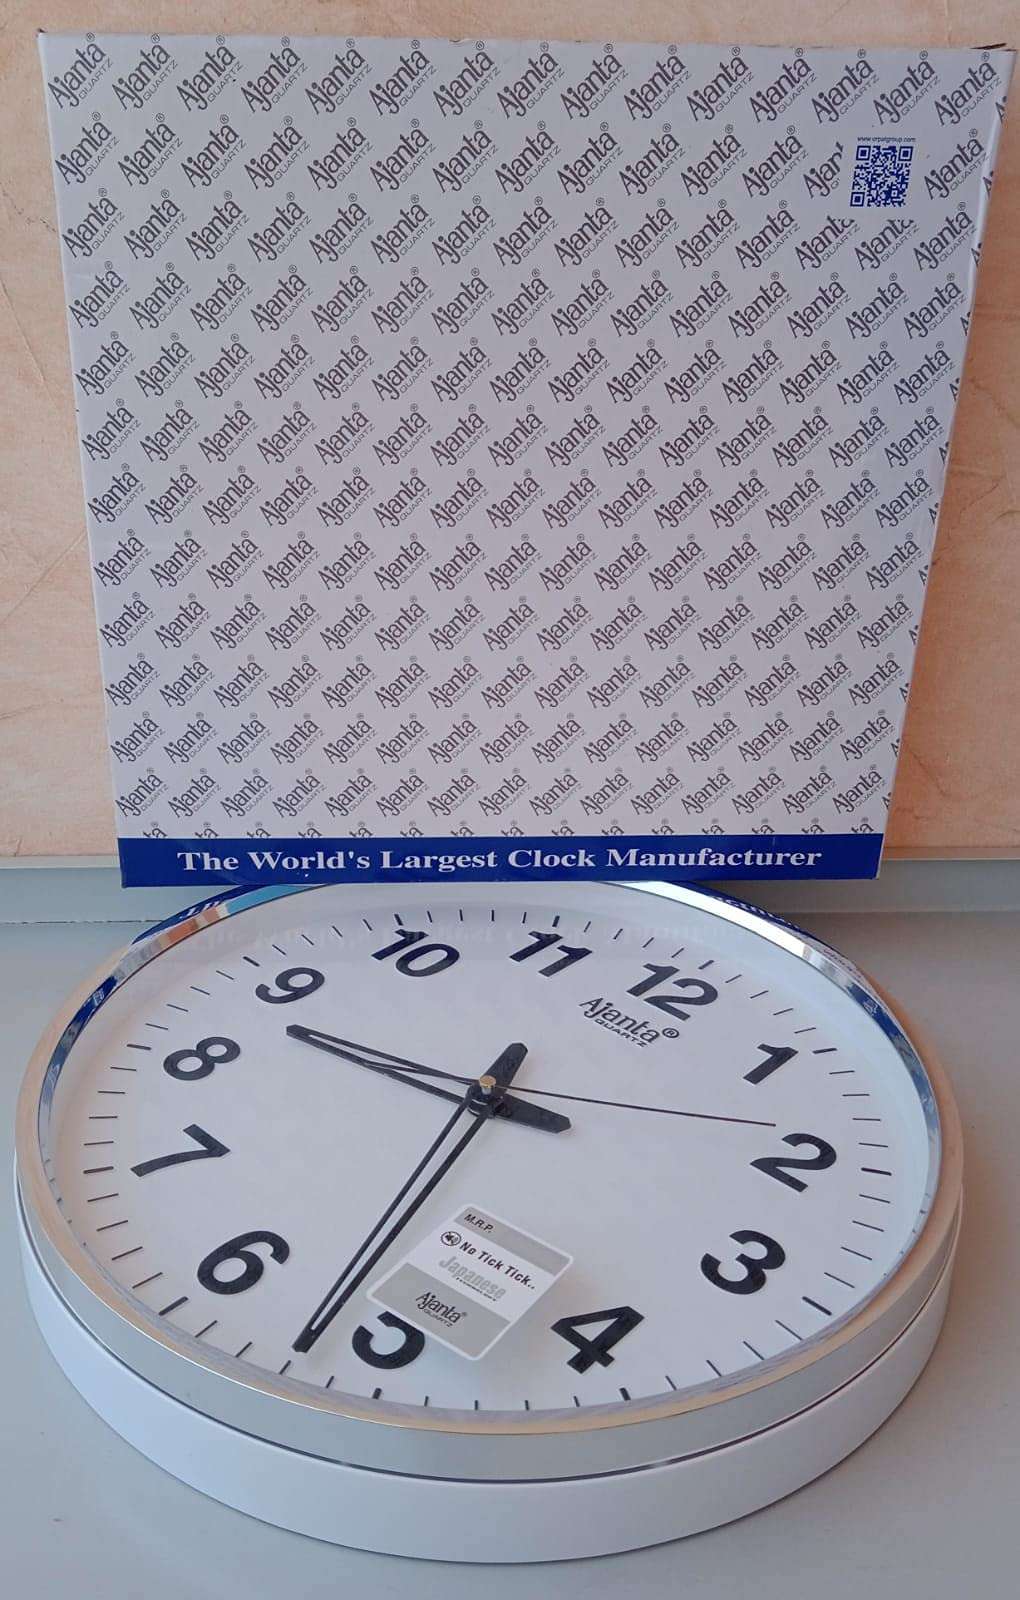 Ajanta® QUARTZ
www.orpatgroup.com
The World's Largest Clock Manufacturer
12
1
2
3
4
5
6
7
8
9
10
11
Ajanta®
QUARTZ
M.R.P.
No Tick Tick..
Japanese
Ajanta®
QUARTZ